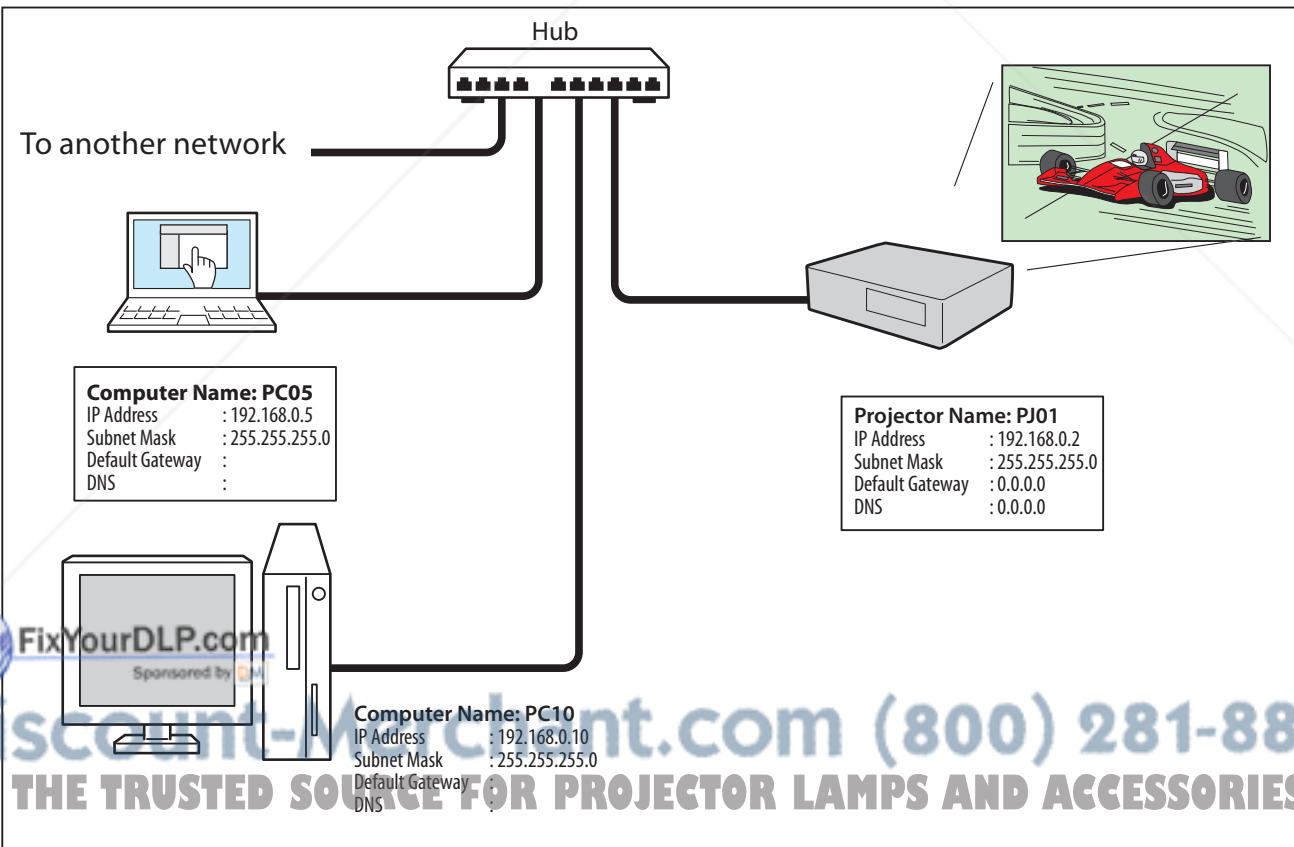 Hub
To another network
Computer Name: PC05
IP Address : 192.168.0.5
Subnet Mask : 255.255.255.0
Default Gateway :
DNS :
Projector Name: PJ01
IP Address : 192.168.0.2
Subnet Mask : 255.255.255.0
Default Gateway : 0.0.0.0
DNS : 0.0.0.0
FixYourDLP.com
Sponsored by DM
Computer Name: PC10
IP Address : 192.168.0.10
Subnet Mask : 255.255.255.0
Default Gateway :
DNS :
iscount-Merchant.com (800) 281-88
THE TRUSTED SOURCE FOR PROJECTOR LAMPS AND ACCESSORIES